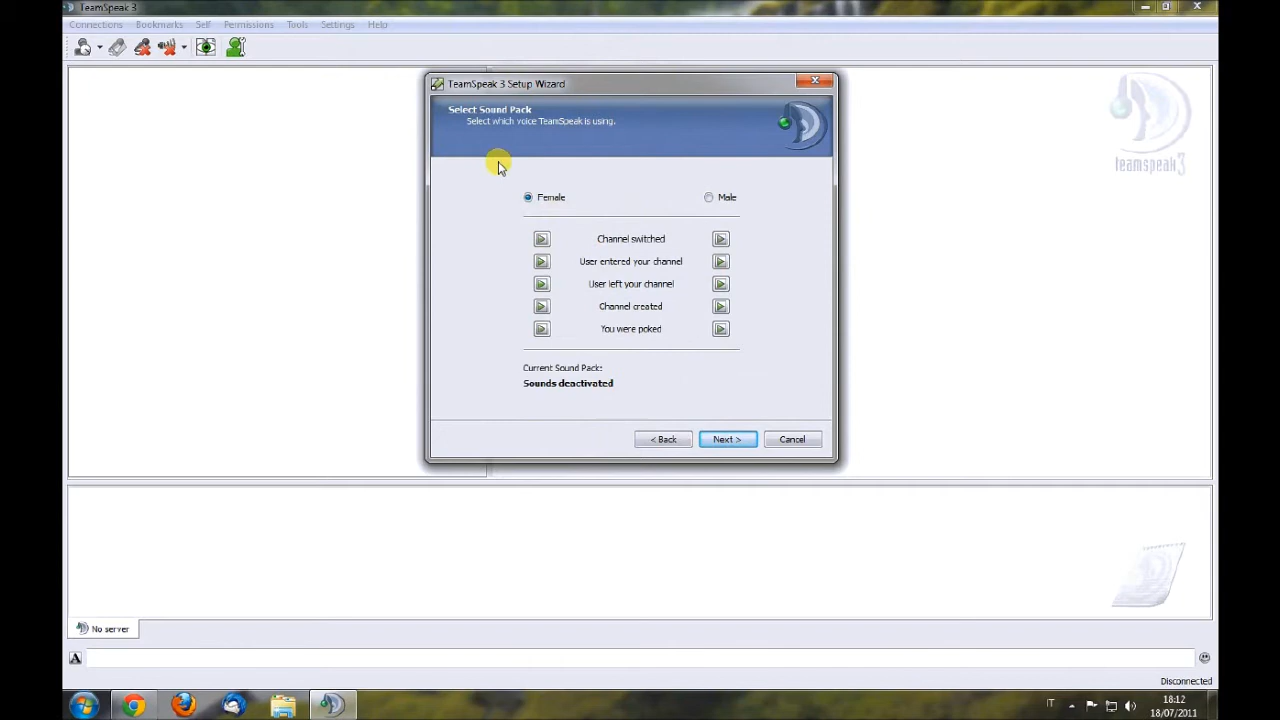 TeamSpeak 3
Connections Bookmarks Self Permissions Tools Settings Help
teamspeak3
TeamSpeak 3 Setup Wizard
Select Sound Pack
Select which voice TeamSpeak is using.
Female Male
Channel switched
User entered your channel
User left your channel
Channel created
You were poked
Current Sound Pack:
Sounds deactivated
< Back Next > Cancel
No server
A
Disconnected
IT 18:12
18/07/2011